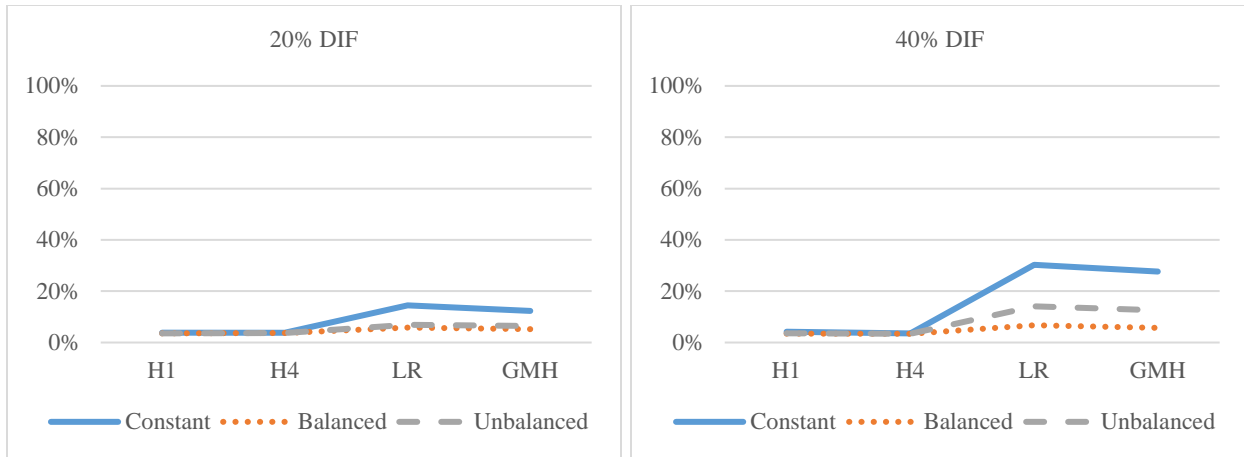 20% DIF
100%
80%
60%
40%
20%
0%
H1 H4 LR GMH
Constant Balanced Unbalanced
40% DIF
100%
80%
60%
40%
20%
0%
H1 H4 LR GMH
Constant Balanced Unbalanced